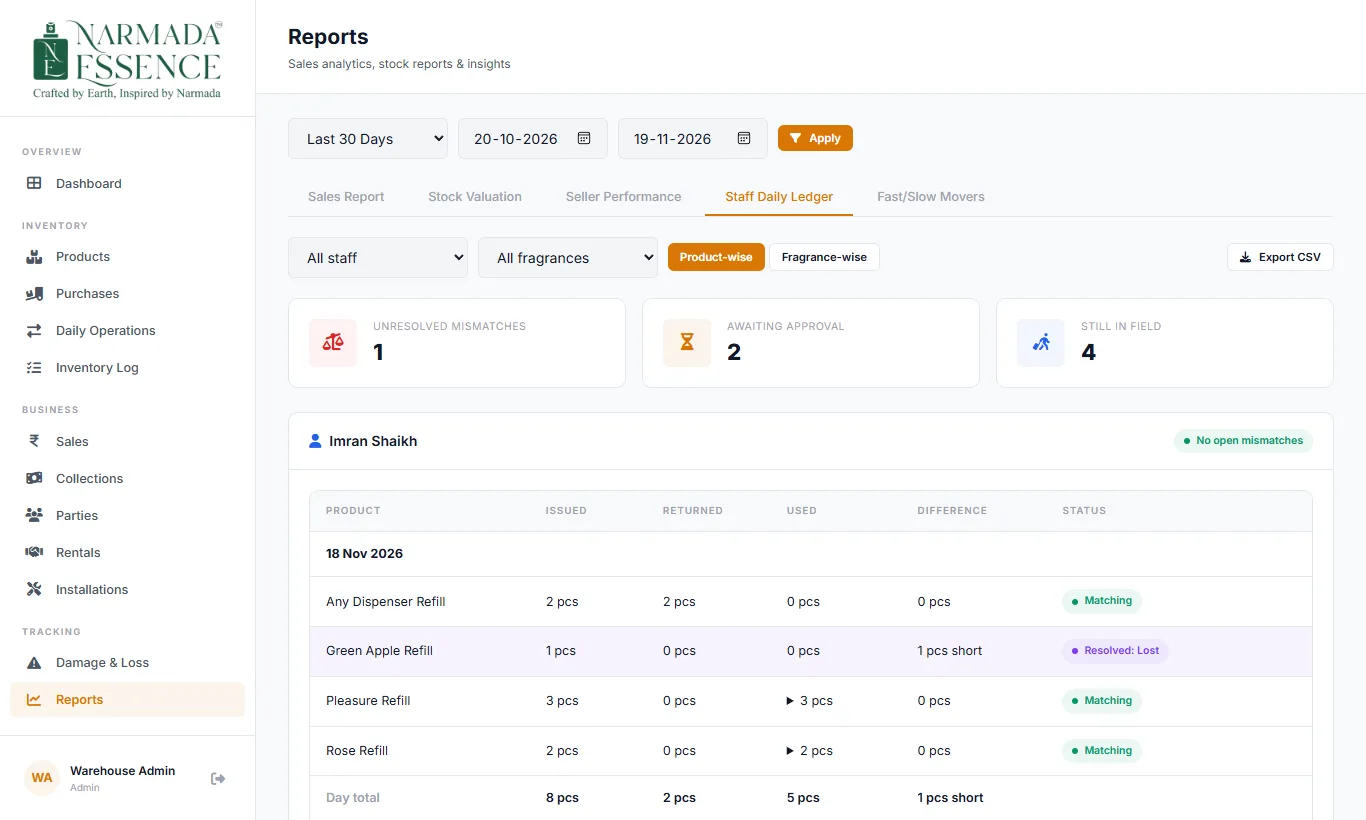 NARMADA
ESSENCE
NE
Crafted by Earth, Inspired by Narmada
OVERVIEW
Dashboard
INVENTORY
Products
Purchases
Daily Operations
Inventory Log
BUSINESS
₹ Sales
Collections
Parties
Rentals
Installations
TRACKING
Damage & Loss
Reports
WA
Warehouse Admin
Admin
Reports
Sales analytics, stock reports & insights
Last 30 Days 20-10-2026 19-11-2026 Apply
Sales Report Stock Valuation Seller Performance Staff Daily Ledger Fast/Slow Movers
All staff All fragrances Product-wise Fragrance-wise Export CSV
UNRESOLVED MISMATCHES
1
AWAITING APPROVAL
2
STILL IN FIELD
4
Imran Shaikh No open mismatches
PRODUCT ISSUED RETURNED USED DIFFERENCE STATUS
18 Nov 2026
Any Dispenser Refill 2 pcs 2 pcs 0 pcs 0 pcs Matching
Green Apple Refill 1 pcs 0 pcs 0 pcs 1 pcs short Resolved: Lost
Pleasure Refill 3 pcs 0 pcs 3 pcs 0 pcs Matching
Rose Refill 2 pcs 0 pcs 2 pcs 0 pcs Matching
Day total 8 pcs 2 pcs 5 pcs 1 pcs short